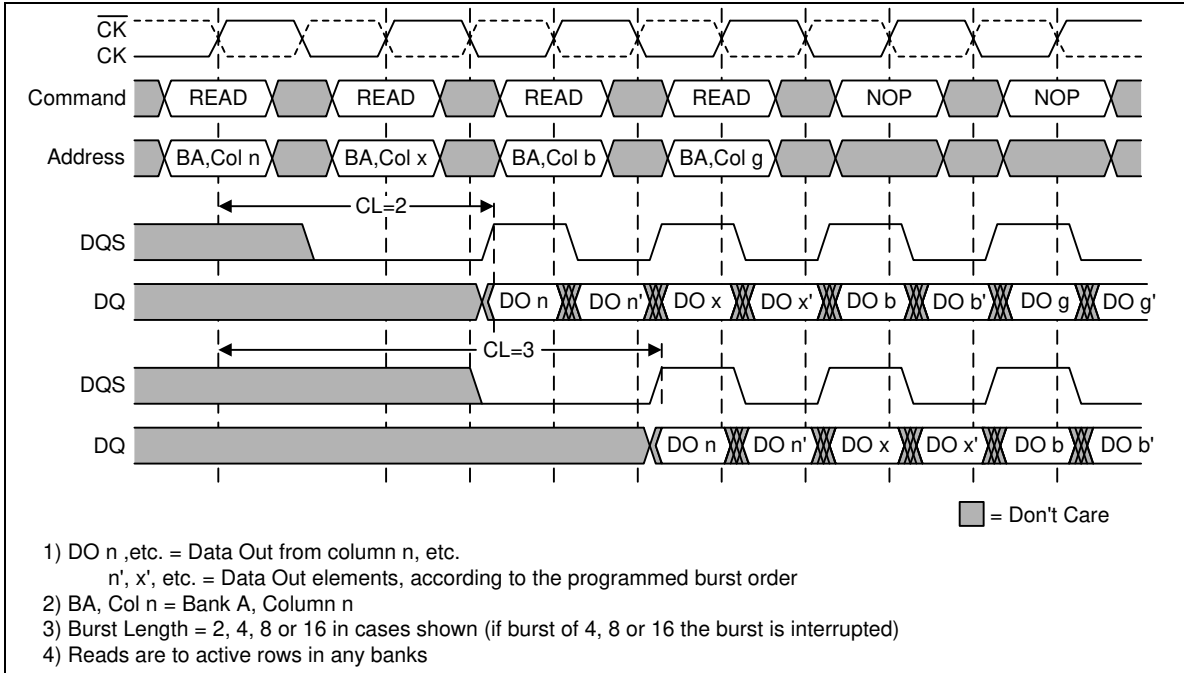 CK
CK
Command READ READ READ READ NOP NOP
Address BA,Col n BA,Col x BA,Col b BA,Col g
CL=2
DQS
DQ DO n DO n' DO x DO x' DO b DO b' DO g DO g'
CL=3
DQS
DQ DO n DO n' DO x DO x' DO b DO b'
= Don't Care
1) DO n ,etc. = Data Out from column n, etc.
n', x', etc. = Data Out elements, according to the programmed burst order
2) BA, Col n = Bank A, Column n
3) Burst Length = 2, 4, 8 or 16 in cases shown (if burst of 4, 8 or 16 the burst is interrupted)
4) Reads are to active rows in any banks